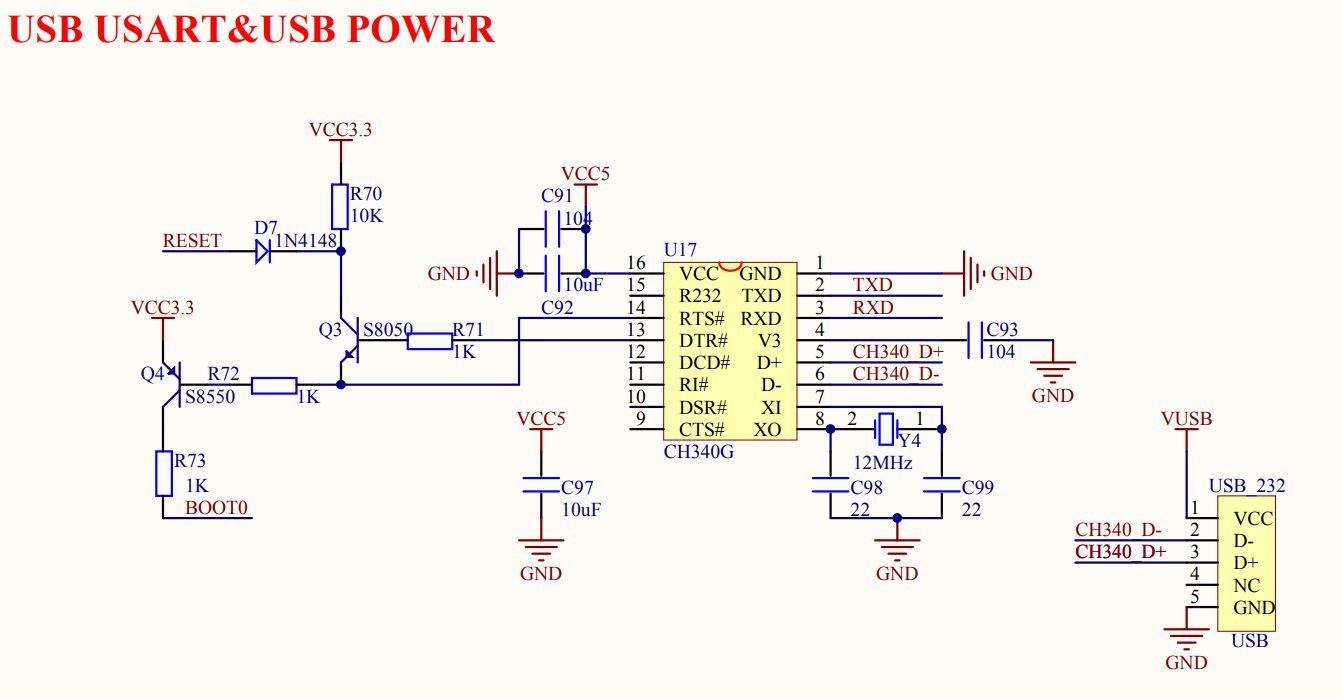 USB USART&USB POWER
VCC3.3
R70
10K
D7
1N4148
RESET
VCC5
C91
104
GND
10uF
C92
VCC3.3
Q3
S8050
R71
1K
Q4
S8550
R72
1K
R73
1K
BOOT0
U17
16 VCC GND 1
15 R232 TXD 2 TXD
14 RTS# RXD 3 RXD
13 DTR# V3 4
12 DCD# D+ 5 CH340_D+
11 RI# D- 6 CH340_D-
10 DSR# XI 7
9 CTS# XO 8
CH340G
GND
C93
104
GND
2 1
Y4
12MHz
C98
22
C99
22
GND
VCC5
C97
10uF
GND
VUSB
USB_232
1 VCC
CH340_D- 2 D-
CH340_D+ 3 D+
4 NC
5 GND
USB
GND